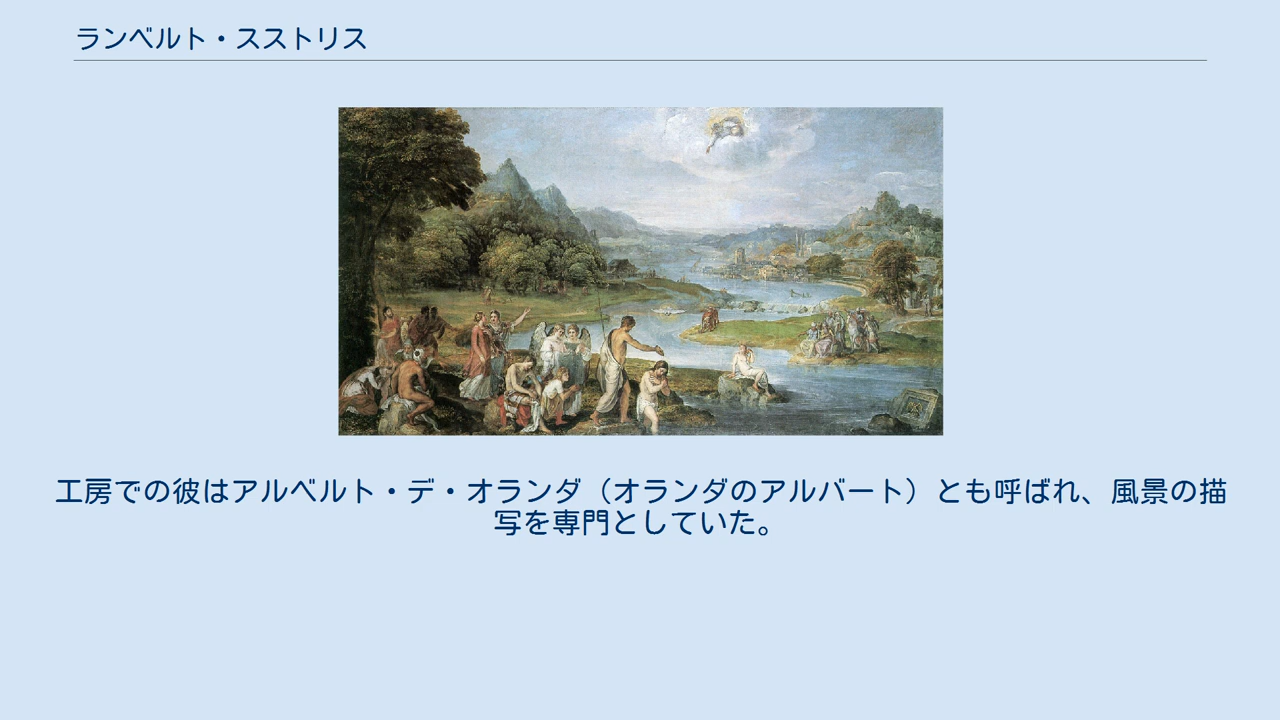 ランベルト・スストリス
工房での彼はアルベルト・デ・オランダ（オランダのアルバート）とも呼ばれ、風景の描
写を専門としていた。